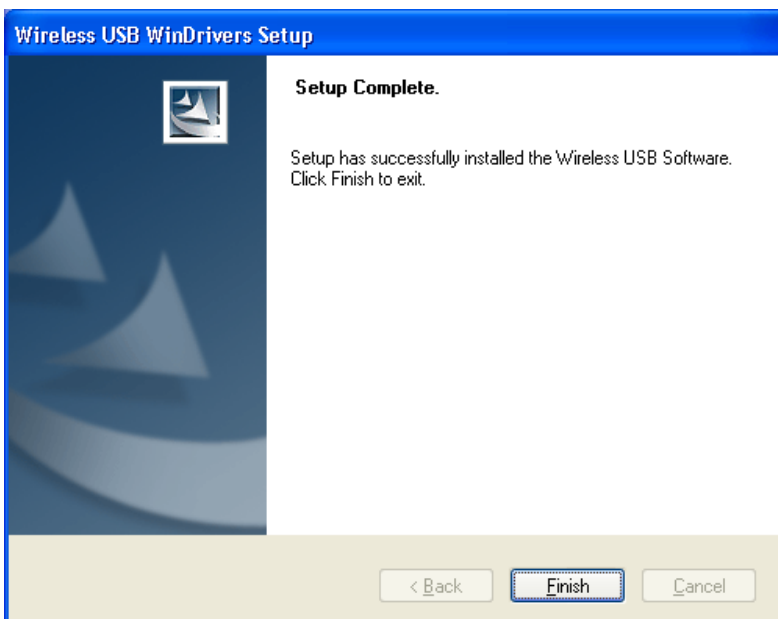 Wireless USB WinDrivers Setup
Setup Complete.
Setup has successfully installed the Wireless USB Software.
Click Finish to exit.
< Back
Finish
Cancel